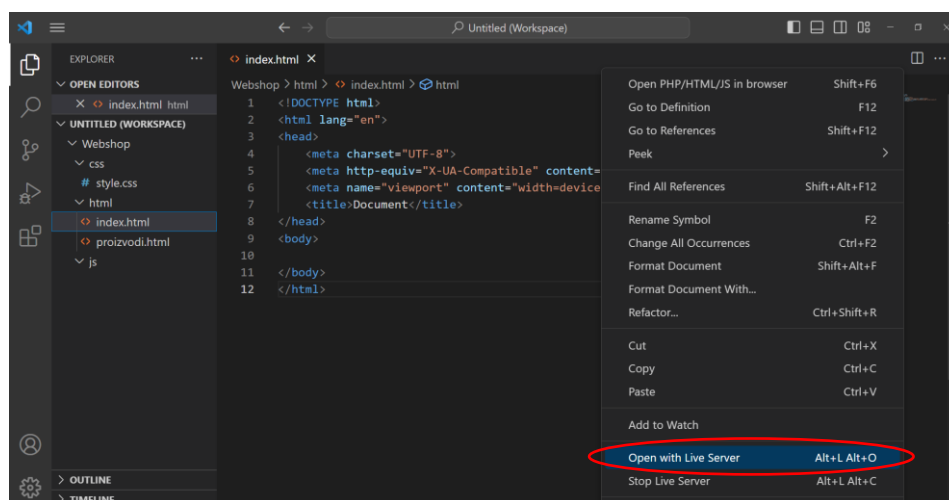 Untitled (Workspace)
EXPLORER ...
index.html
OPEN EDITORS
index.html html
UNTITLED (WORKSPACE)
Webshop
css
# style.css
html
index.html
proizvodi.html
js
OUTLINE
TIMELINE
Webshop > html > index.html > html
1 <!DOCTYPE html>
2 <html lang="en">
3 <head>
4 <meta charset="UTF-8">
5 <meta http-equiv="X-UA-Compatible" content=
6 <meta name="viewport" content="width=device
7 <title>Document</title>
8 </head>
9 <body>
10
11 </body>
12 </html>
Open PHP/HTML/JS in browser Shift+F6
Go to Definition F12
Go to References Shift+F12
Peek >
Find All References Shift+Alt+F12
Rename Symbol F2
Change All Occurrences Ctrl+F2
Format Document Shift+Alt+F
Format Document With...
Refactor... Ctrl+Shift+R
Cut Ctrl+X
Copy Ctrl+C
Paste Ctrl+V
Add to Watch
Open with Live Server Alt+L Alt+O
Stop Live Server Alt+L Alt+C